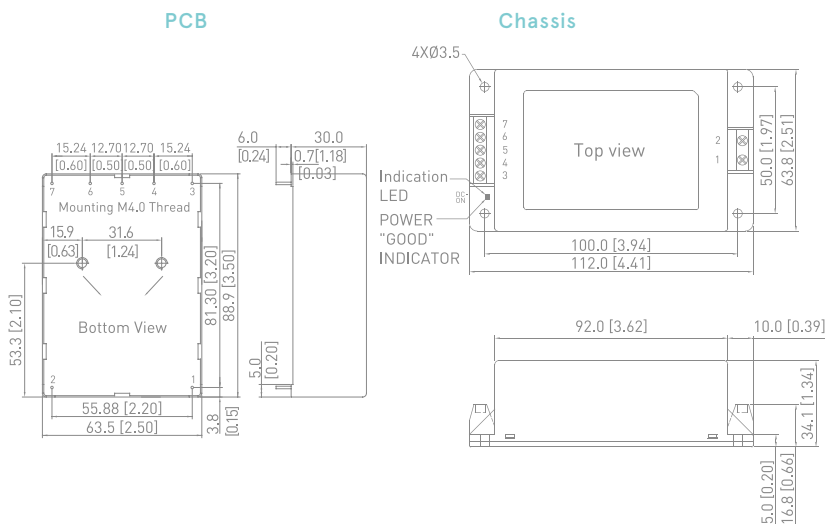 PCB
Chassis
15.24 12.70 12.70 15.24
[0.60] [0.50] [0.50] [0.60]
7 6 5 4 3
Mounting M4.0 Thread
15.9 31.6
[0.63] [1.24]
53.3 [2.10]
81.30 [3.20]
88.9 [3.50]
Bottom View
2 1
55.88 [2.20]
63.5 [2.50]
3.8
[0.15]
6.0 30.0
[0.24] 0.7[1.18]
[0.03]
5.0
[0.20]
4XØ3.5
7
6
5
4
3
Top view
2
1
Indication
LED
DC-
ON
POWER
"GOOD"
INDICATOR
50.0 [1.97]
63.8 [2.51]
100.0 [3.94]
112.0 [4.41]
92.0 [3.62] 10.0 [0.39]
34.1 [1.34]
5.0 [0.20]
16.8 [0.66]